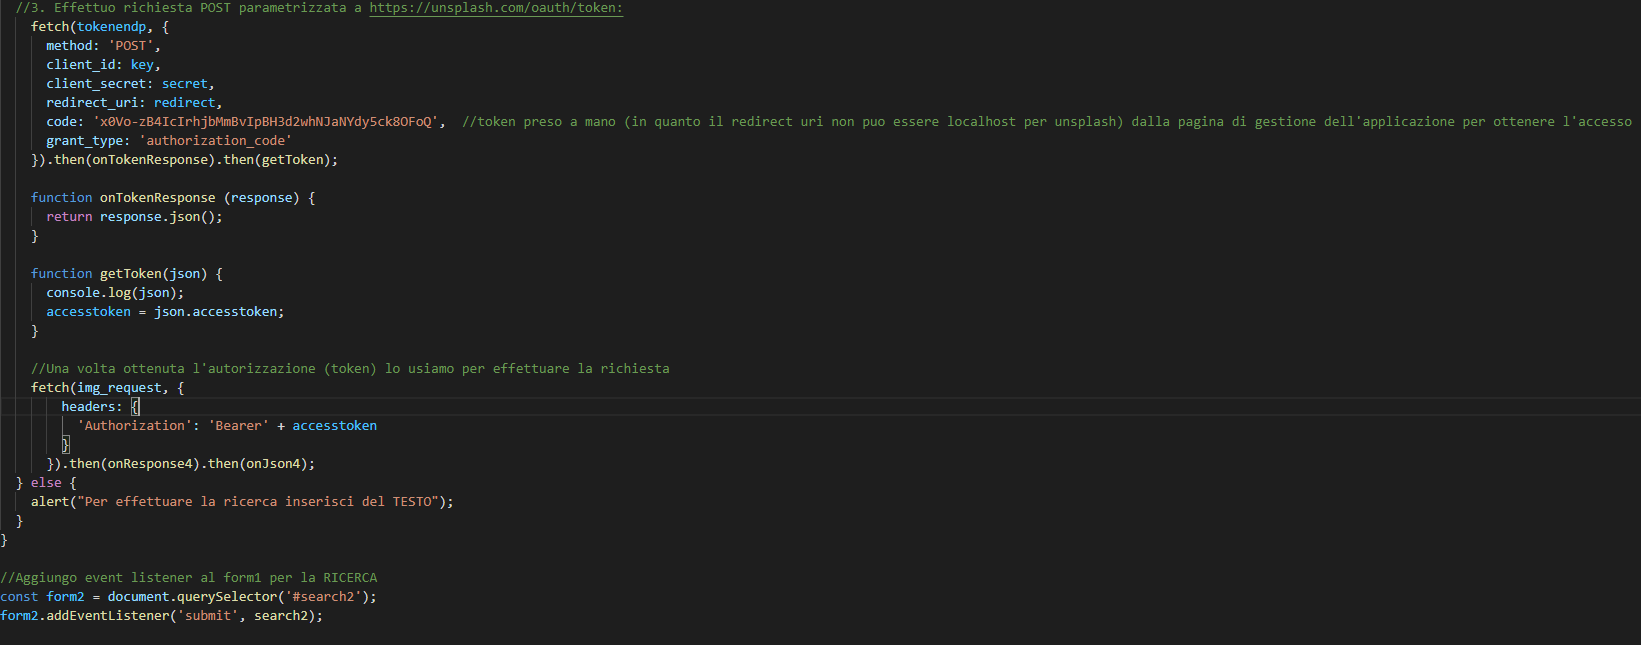 //3. Effettuo richiesta POST parametrizzata a https://unsplash.com/oauth/token:
fetch(tokenendp, {
method: 'POST',
client_id: key,
client_secret: secret,
redirect_uri: redirect,
code: 'x0Vo-zB4IcIrhjbMmBvIpBH3d2whNJaNYdy5ck8OFoQ', //token preso a mano (in quanto il redirect uri non puo essere localhost per unsplash) dalla pagina di gestione dell'applicazione per ottenere l'accesso
grant_type: 'authorization_code'
}).then(onTokenResponse).then(getToken);
function onTokenResponse (response) {
return response.json();
}
function getToken(json) {
console.log(json);
accesstoken = json.accesstoken;
}
//Una volta ottenuta l'autorizzazione (token) lo usiamo per effettuare la richiesta
fetch(img_request, {
headers: {
'Authorization': 'Bearer' + accesstoken
}
}).then(onResponse4).then(onJson4);
} else {
alert("Per effettuare la ricerca inserisci del TESTO");
}
}
//Aggiungo event listener al form1 per la RICERCA
const form2 = document.querySelector('#search2');
form2.addEventListener('submit', search2);